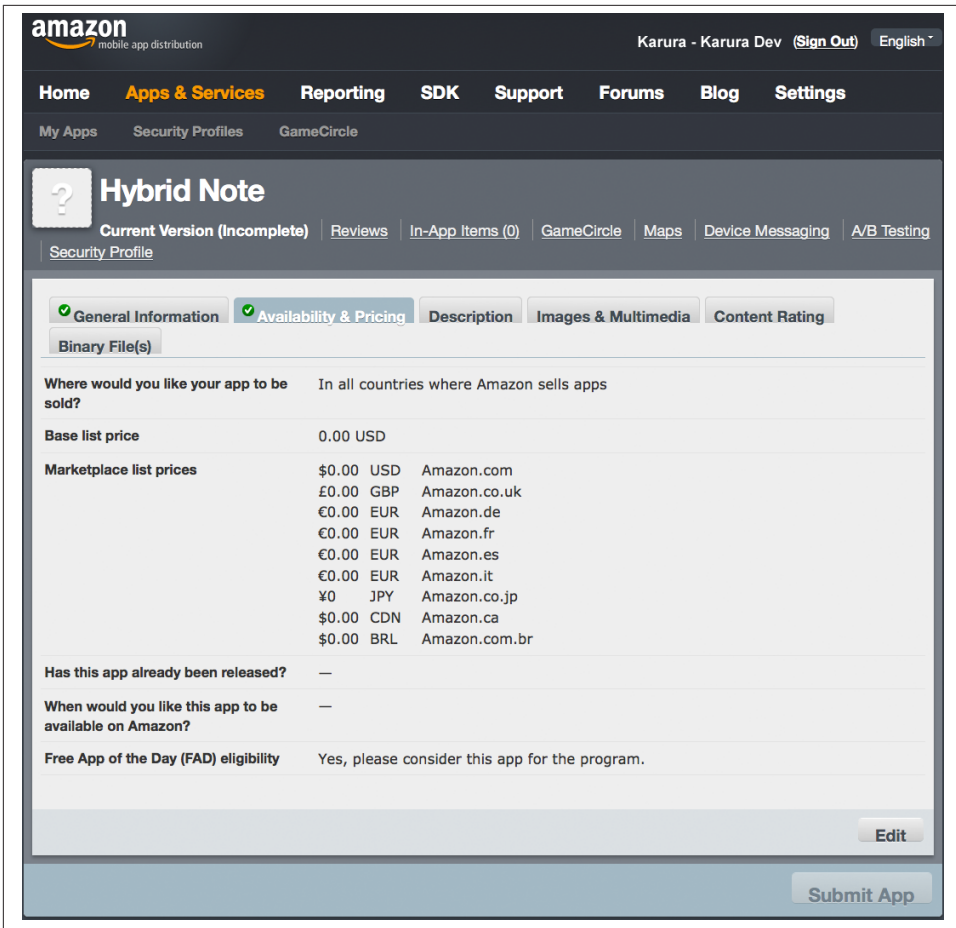 amazon
mobile app distribution
Karura - Karura Dev (Sign Out) English
Home Apps & Services Reporting SDK Support Forums Blog Settings
My Apps Security Profiles GameCircle
?
Hybrid Note
Current Version (Incomplete) Reviews In-App Items (0) GameCircle Maps Device Messaging A/B Testing
Security Profile
General Information Availability & Pricing Description Images & Multimedia Content Rating
Binary File(s)
Where would you like your app to be In all countries where Amazon sells apps
sold?
Base list price 0.00 USD
Marketplace list prices $0.00 USD Amazon.com
£0.00 GBP Amazon.co.uk
€0.00 EUR Amazon.de
€0.00 EUR Amazon.fr
€0.00 EUR Amazon.es
€0.00 EUR Amazon.it
¥0 JPY Amazon.co.jp
$0.00 CDN Amazon.ca
$0.00 BRL Amazon.com.br
Has this app already been released? —
When would you like this app to be —
available on Amazon?
Free App of the Day (FAD) eligibility Yes, please consider this app for the program.
Edit
Submit App